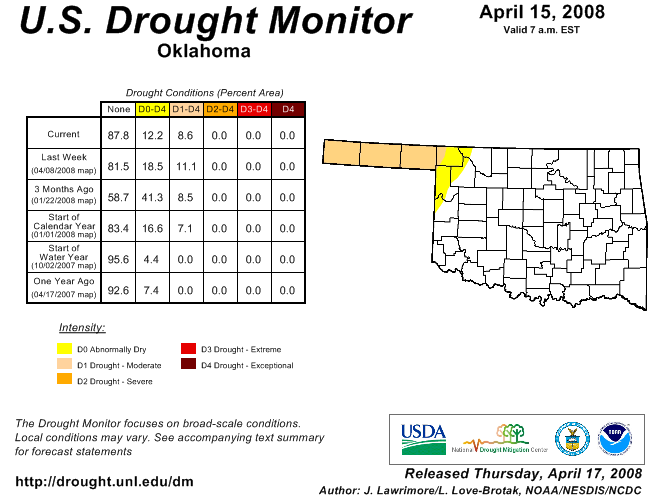 U.S. Drought Monitor
Oklahoma
April 15, 2008
Valid 7 a.m. EST
Drought Conditions (Percent Area)
None D0-D4 D1-D4 D2-D4 D3-D4 D4
Current 87.8 12.2 8.6 0.0 0.0 0.0
Last Week
(04/08/2008 map)
81.5 18.5 11.1 0.0 0.0 0.0
3 Months Ago
(01/22/2008 map)
58.7 41.3 8.5 0.0 0.0 0.0
Start of
Calendar Year
(01/01/2008 map)
83.4 16.6 7.1 0.0 0.0 0.0
Start of
Water Year
(10/02/2007 map)
95.6 4.4 0.0 0.0 0.0 0.0
One Year Ago
(04/17/2007 map)
92.6 7.4 0.0 0.0 0.0 0.0
Intensity:
D0 Abnormally Dry
D1 Drought - Moderate
D2 Drought - Severe
D3 Drought - Extreme
D4 Drought - Exceptional
The Drought Monitor focuses on broad-scale conditions.
Local conditions may vary. See accompanying text summary
for forecast statements
http://drought.unl.edu/dm
USDA
National Drought Mitigation Center
NOAA
Released Thursday, April 17, 2008
Author: J. Lawrimore/L. Love-Brotak, NOAA/NESDIS/NCDC